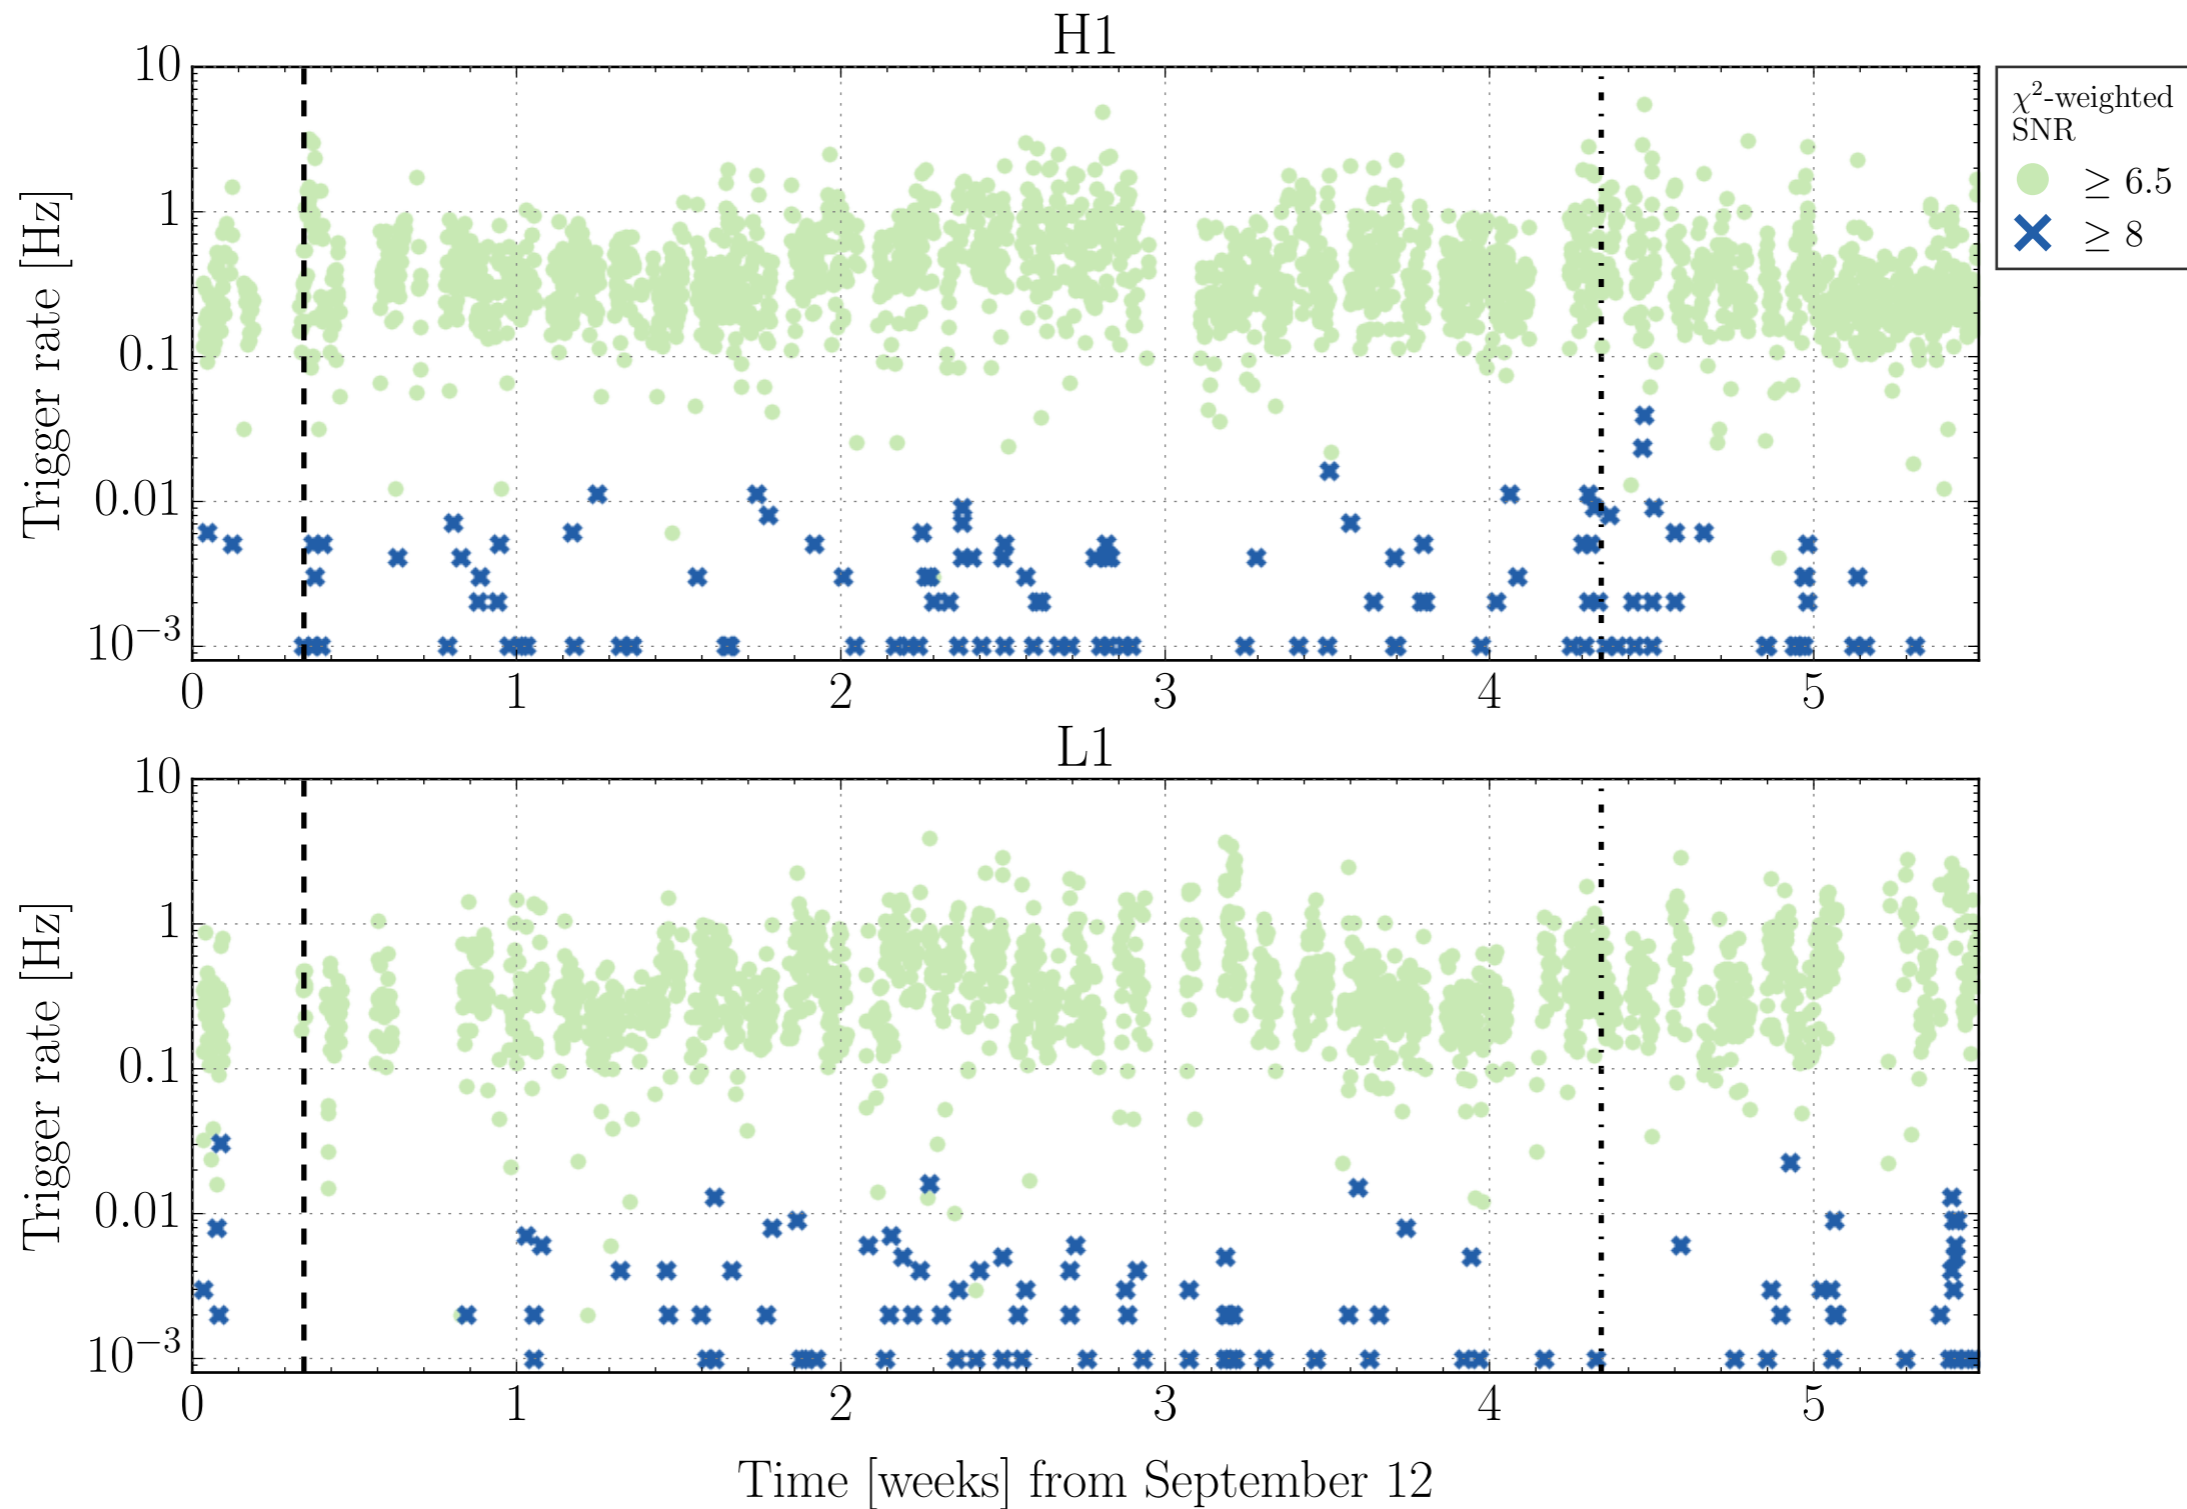 H1
10
1
0.1
0.01
10⁻³
Trigger rate [Hz]
0 1 2 3 4 5
χ²-weighted
SNR
≥ 6.5
≥ 8
L1
10
1
0.1
0.01
10⁻³
Trigger rate [Hz]
0 1 2 3 4 5
Time [weeks] from September 12